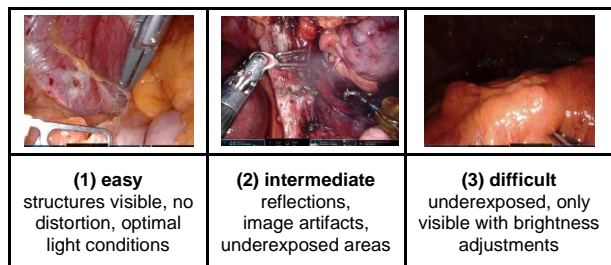 (1) easy
structures visible, no
distortion, optimal
light conditions
(2) intermediate
reflections,
image artifacts,
underexposed areas
(3) difficult
underexposed, only
visible with brightness
adjustments